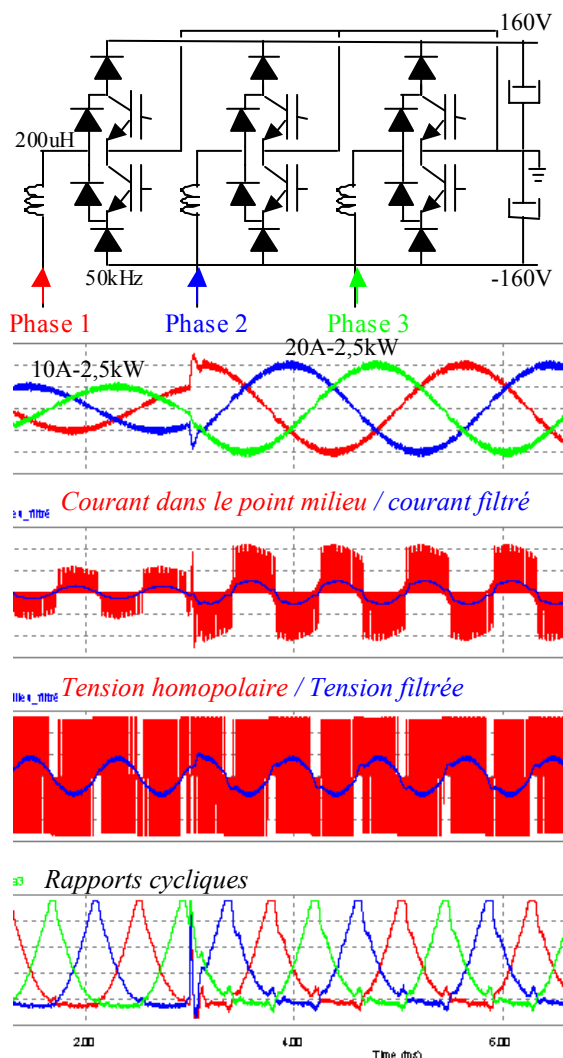 160V
200uH
50kHz
-160V
Phase 1 Phase 2 Phase 3
10A-2,5kW 20A-2,5kW
Courant dans le point milieu / courant filtré
Tension homopolaire / Tension filtrée
Rapports cycliques
2.00 4.00 6.00
Time (ms)